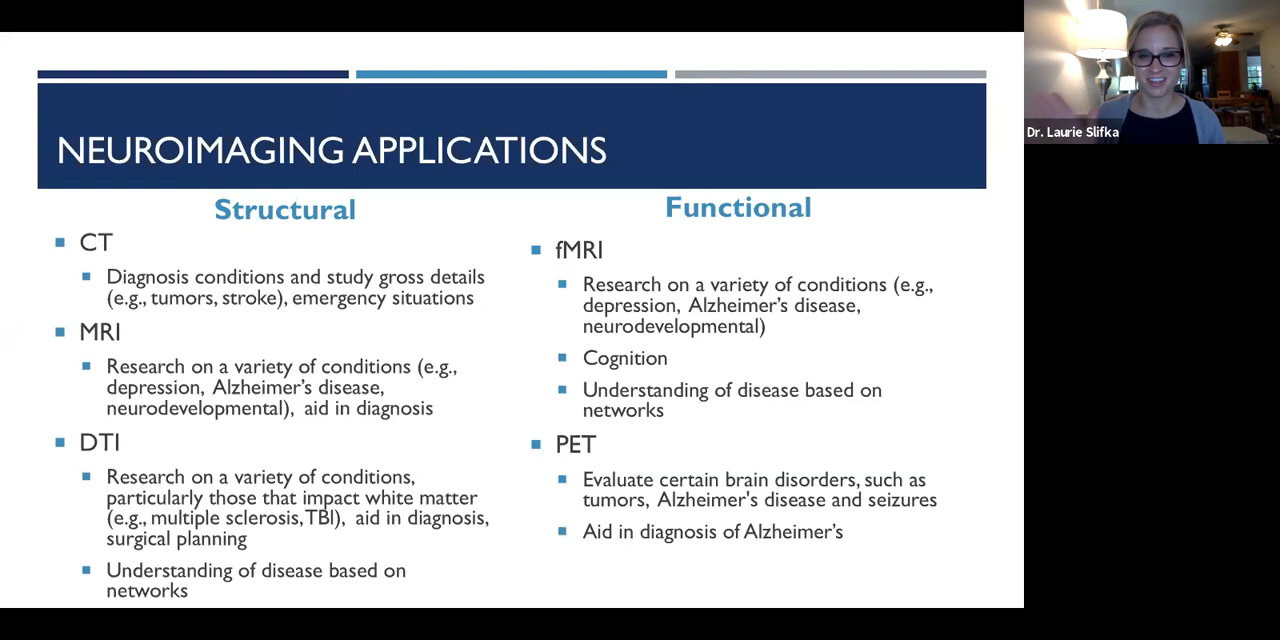 NEUROIMAGING APPLICATIONS
Structural
CT
Diagnosis conditions and study gross details
(e.g., tumors, stroke), emergency situations
MRI
Research on a variety of conditions (e.g.,
depression, Alzheimer's disease,
neurodevelopmental), aid in diagnosis
DTI
Research on a variety of conditions,
particularly those that impact white matter
(e.g., multiple sclerosis, TBI), aid in diagnosis,
surgical planning
Understanding of disease based on
networks
Functional
fMRI
Research on a variety of conditions (e.g.,
depression, Alzheimer's disease,
neurodevelopmental)
Cognition
Understanding of disease based on
networks
PET
Evaluate certain brain disorders, such as
tumors, Alzheimer's disease and seizures
Aid in diagnosis of Alzheimer's
Dr. Laurie Slifka